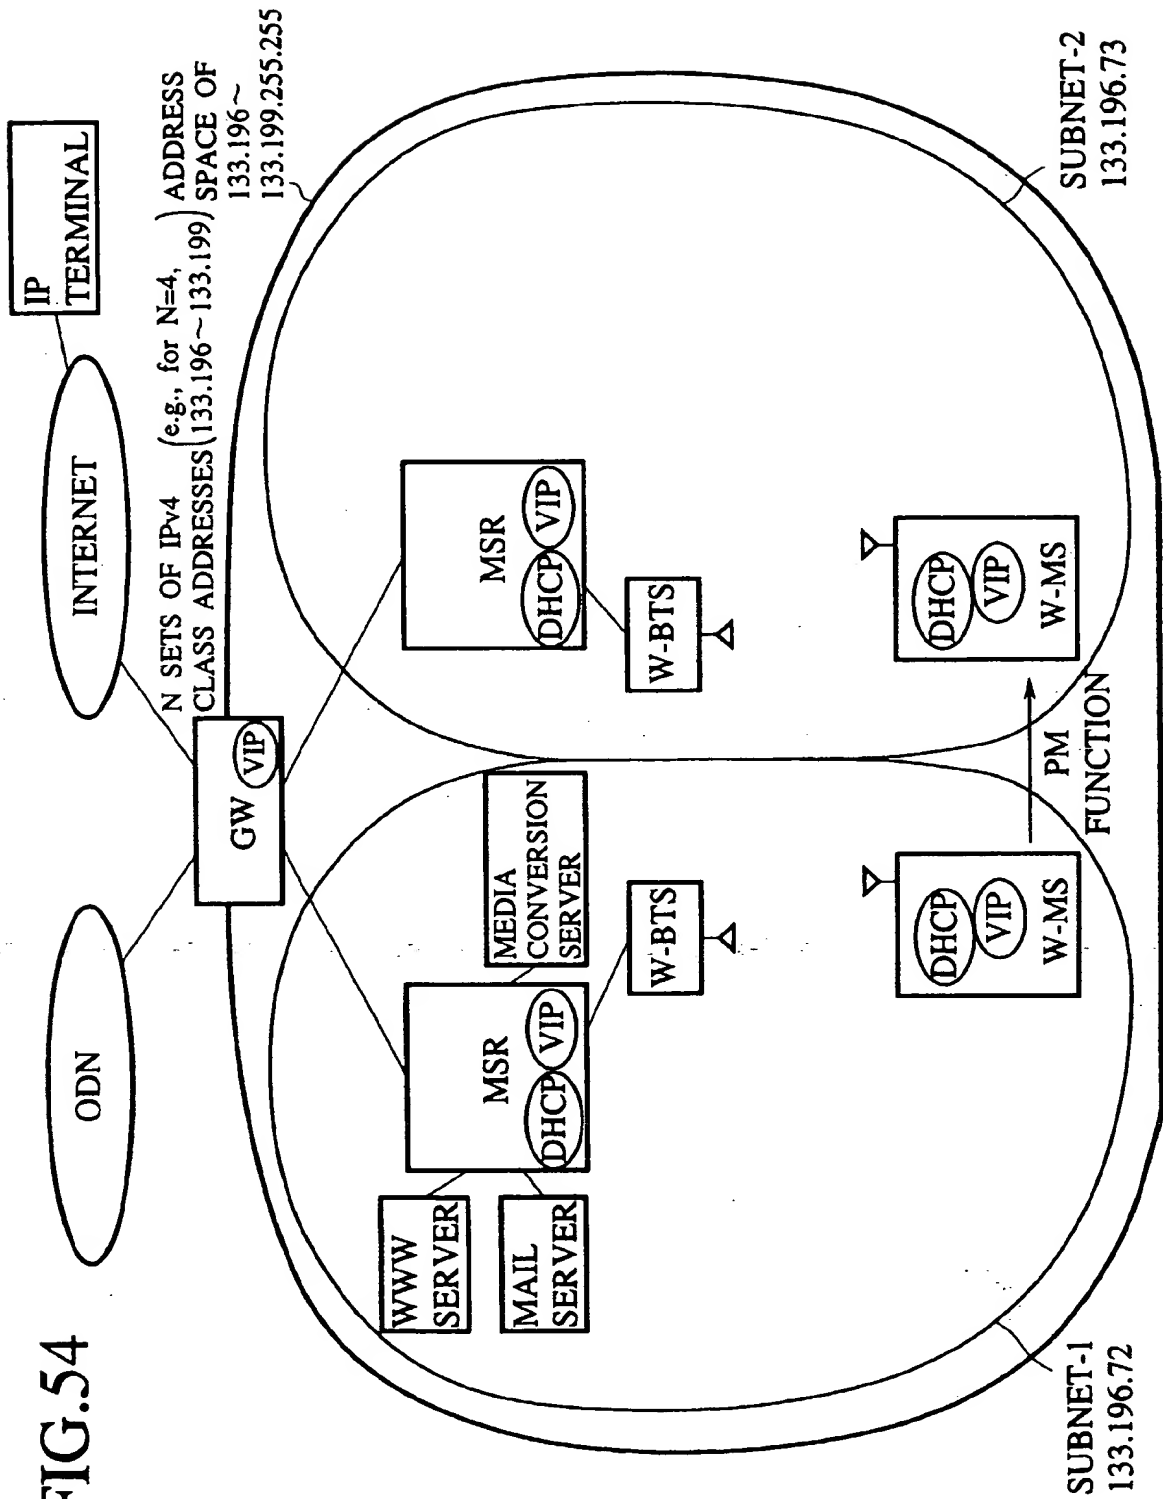 FIG.54
ODN
INTERNET
IP
TERMINAL
N SETS OF IPv4
CLASS ADDRESSES
(e.g., for N=4,
133.196~133.199)
ADDRESS
SPACE OF
133.196~
133.199.255.255
GW
VIP
WWW
SERVER
MAIL
SERVER
MSR
DHCP
VIP
MEDIA
CONVERSION
SERVER
W-BTS
MSR
DHCP
VIP
W-BTS
DHCP
VIP
W-MS
PM
FUNCTION
DHCP
VIP
W-MS
SUBNET-1
133.196.72
SUBNET-2
133.196.73